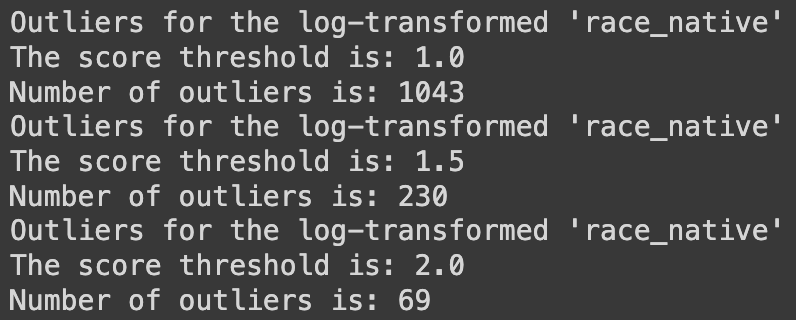 Outliers for the log-transformed 'race_native'
The score threshold is: 1.0
Number of outliers is: 1043
Outliers for the log-transformed 'race_native'
The score threshold is: 1.5
Number of outliers is: 230
Outliers for the log-transformed 'race_native'
The score threshold is: 2.0
Number of outliers is: 69